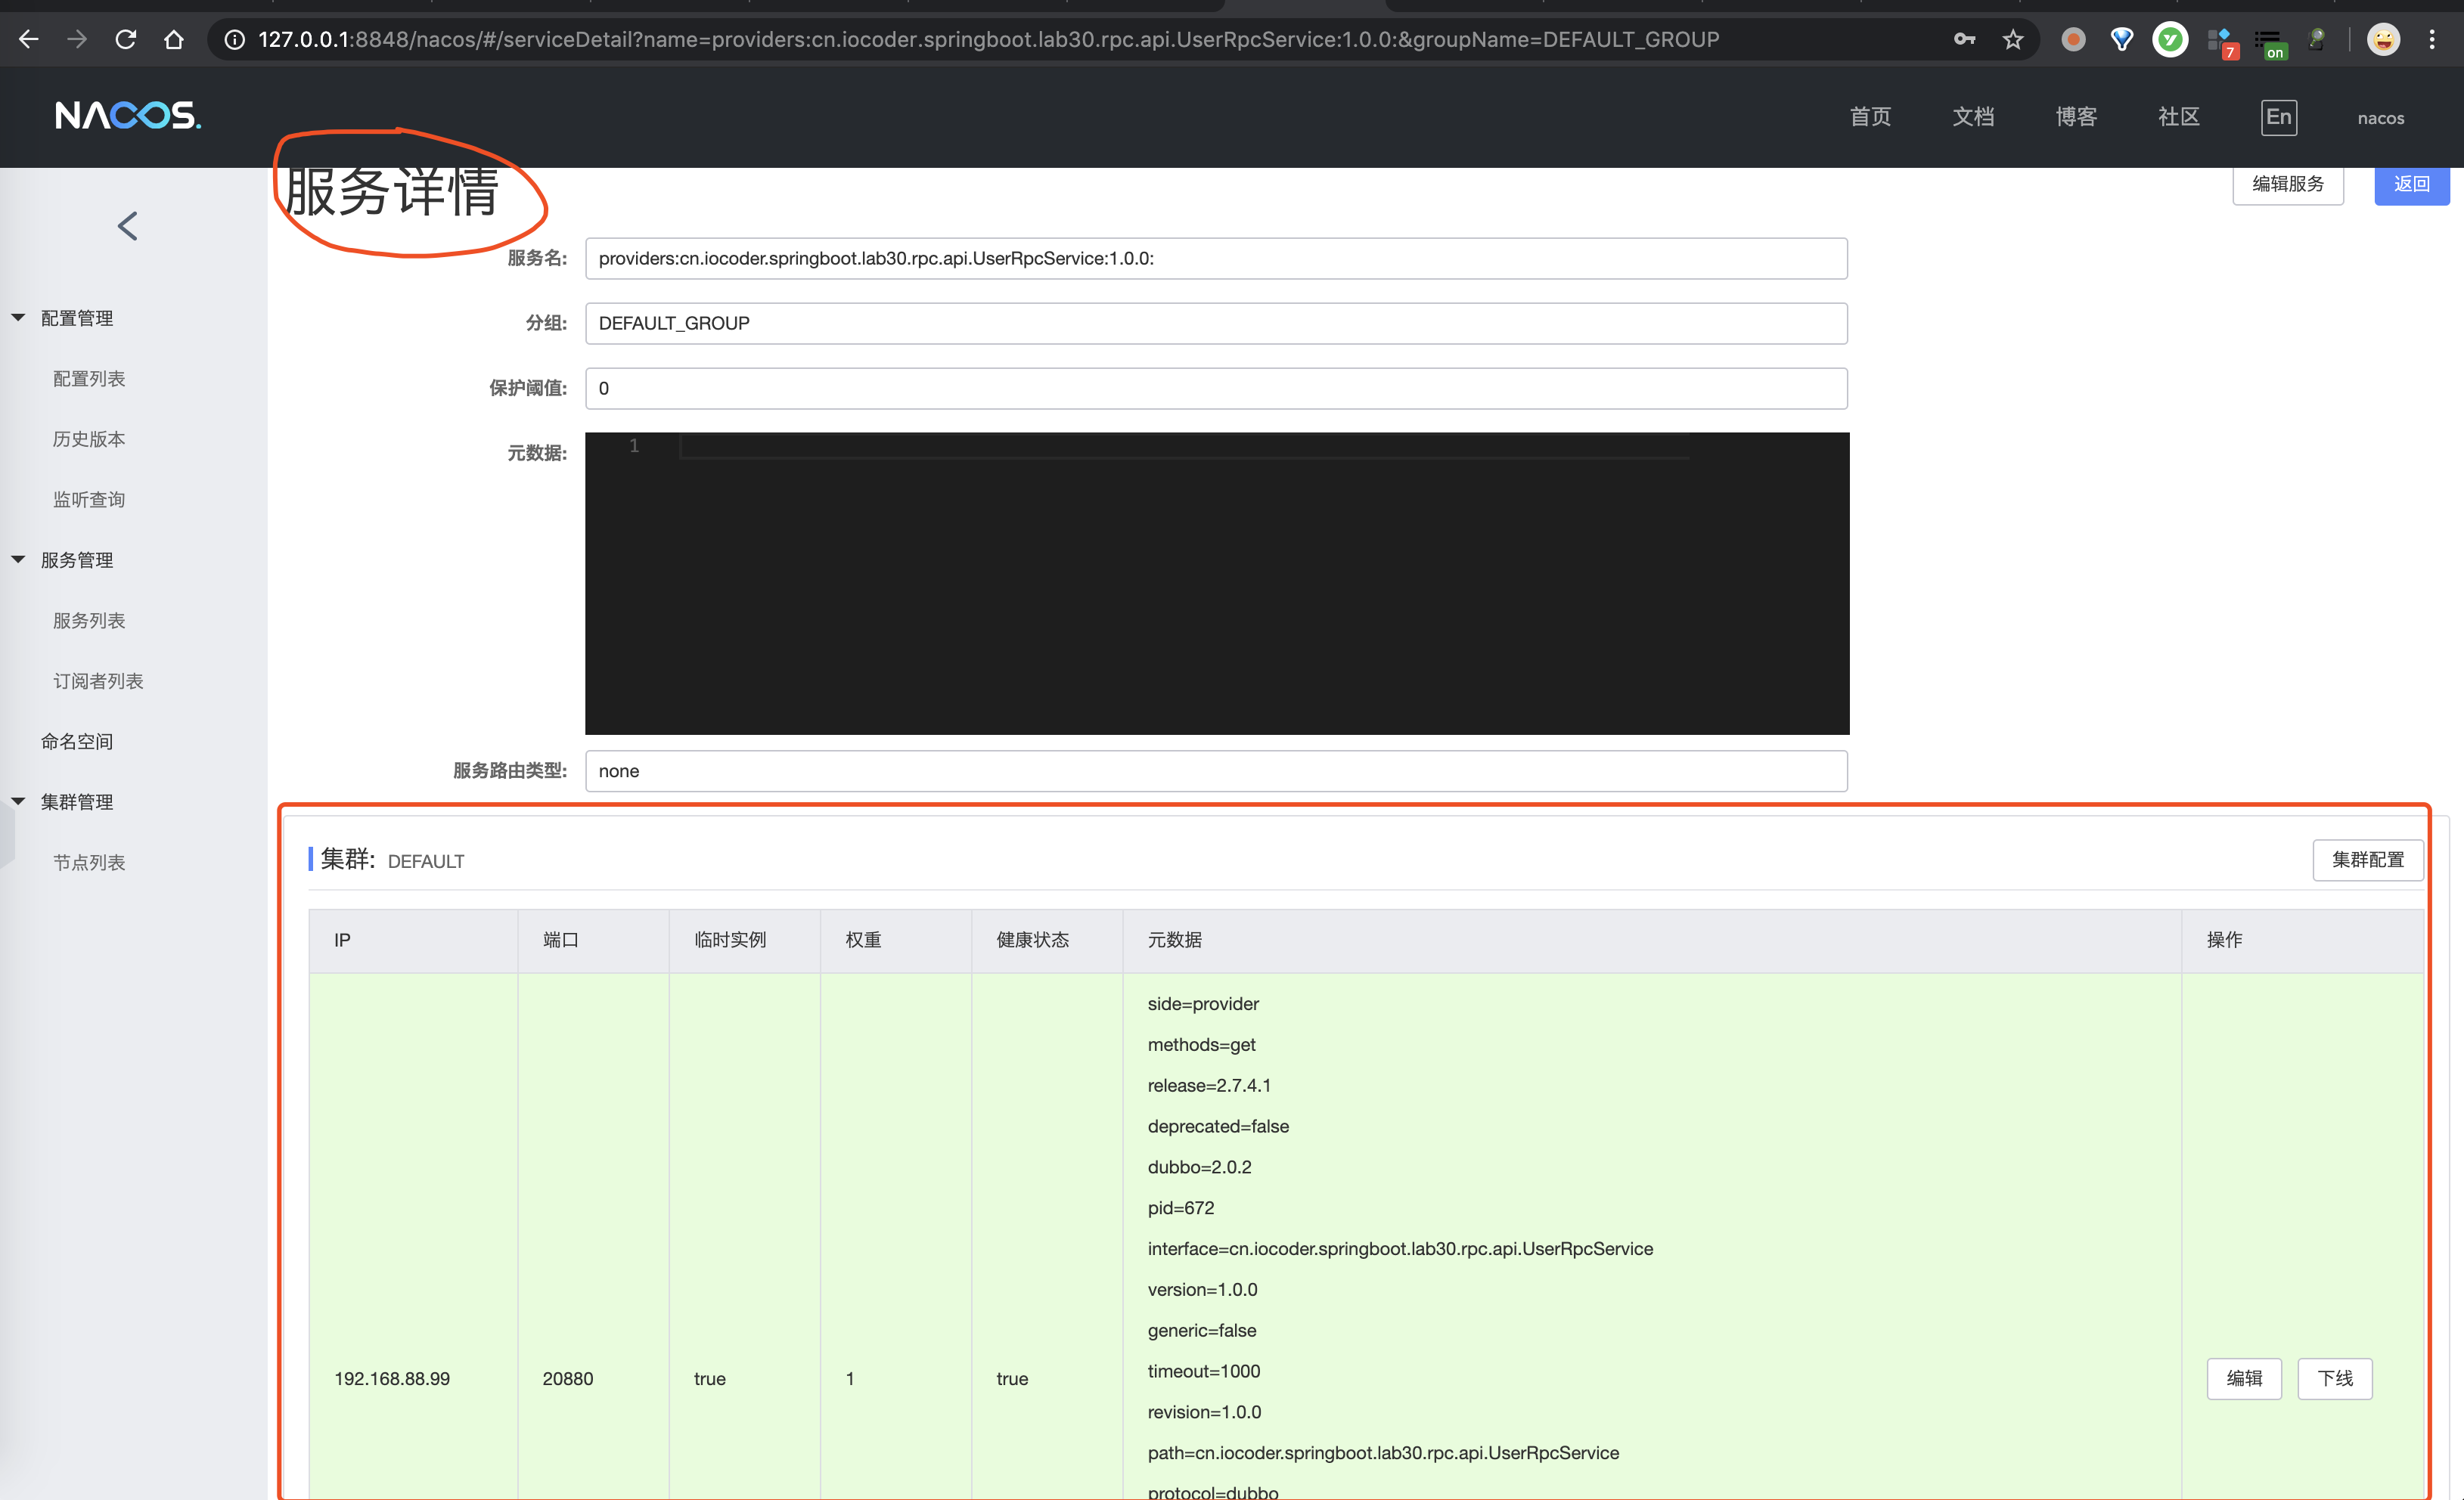 127.0.0.1:8848/nacos/#/serviceDetail?name=providers:cn.iocoder.springboot.lab30.rpc.api.UserRpcService:1.0.0:&groupName=DEFAULT_GROUP
7
on
NACOS.
首页 文档 博客 社区 En nacos
服务详情
编辑服务 返回
服务名: providers:cn.iocoder.springboot.lab30.rpc.api.UserRpcService:1.0.0:
分组: DEFAULT_GROUP
保护阈值: 0
元数据: 1
服务路由类型: none
配置管理
配置列表
历史版本
监听查询
服务管理
服务列表
订阅者列表
命名空间
集群管理
节点列表
集群: DEFAULT
集群配置
IP 端口 临时实例 权重 健康状态 元数据 操作
192.168.88.99 20880 true 1 true
side=provider
methods=get
release=2.7.4.1
deprecated=false
dubbo=2.0.2
pid=672
interface=cn.iocoder.springboot.lab30.rpc.api.UserRpcService
version=1.0.0
generic=false
timeout=1000
revision=1.0.0
path=cn.iocoder.springboot.lab30.rpc.api.UserRpcService
protocol=dubbo
编辑 下线